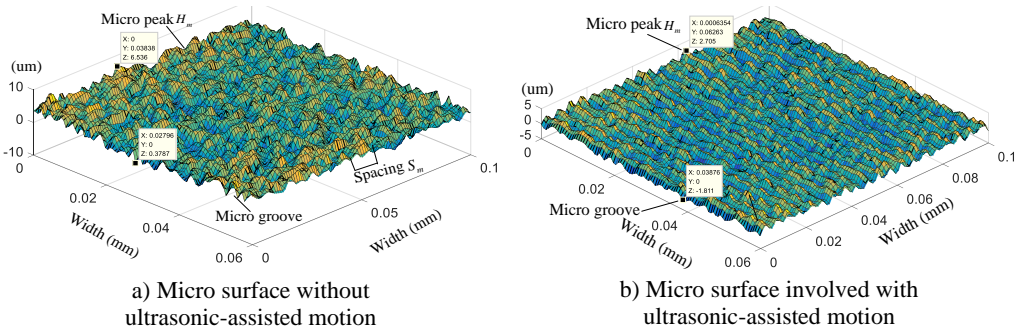 Micro peak Hm
X: 0
Y: 0.03838
Z: 6.536
(um)
10
0
-10
X: 0.02796
Y: 0
Z: 0.3787
0
0.02
0.04
0.06
Width (mm)
Micro groove
Spacing Sm
0
0.05
0.1
Width (mm)
a) Micro surface without
ultrasonic-assisted motion
Micro peak Hm
X: 0.0006354
Y: 0.06263
Z: 2.705
(um)
5
0
-5
X: 0.03876
Y: 0
Z: -1.811
Micro groove
0
0.02
0.04
0.06
Width (mm)
0
0.02
0.04
0.06
0.08
0.1
Width (mm)
b) Micro surface involved with
ultrasonic-assisted motion